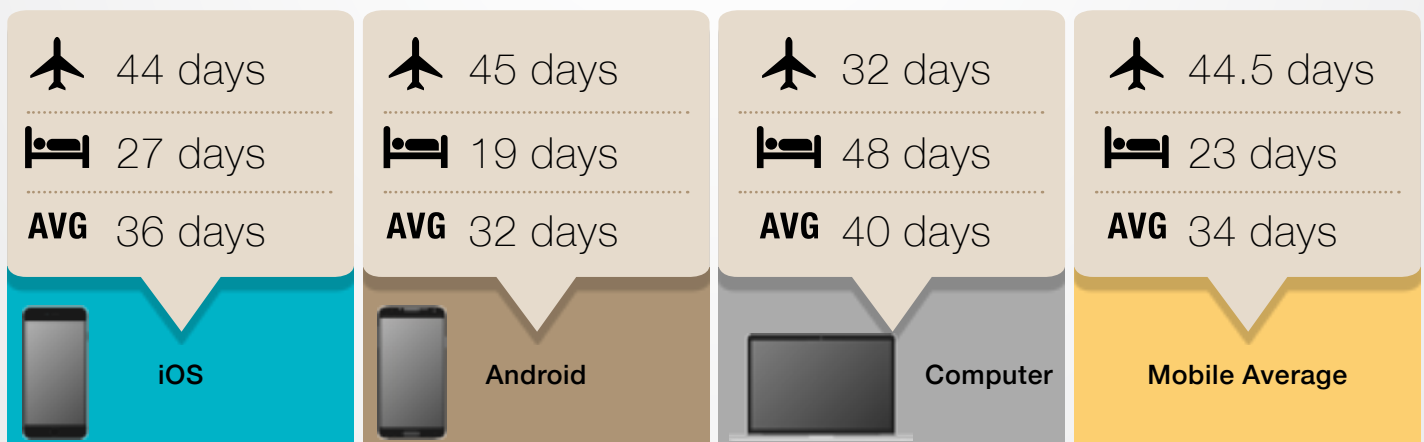 44 days
27 days
AVG 36 days
iOS
45 days
19 days
AVG 32 days
Android
32 days
48 days
AVG 40 days
Computer
44.5 days
23 days
AVG 34 days
Mobile Average